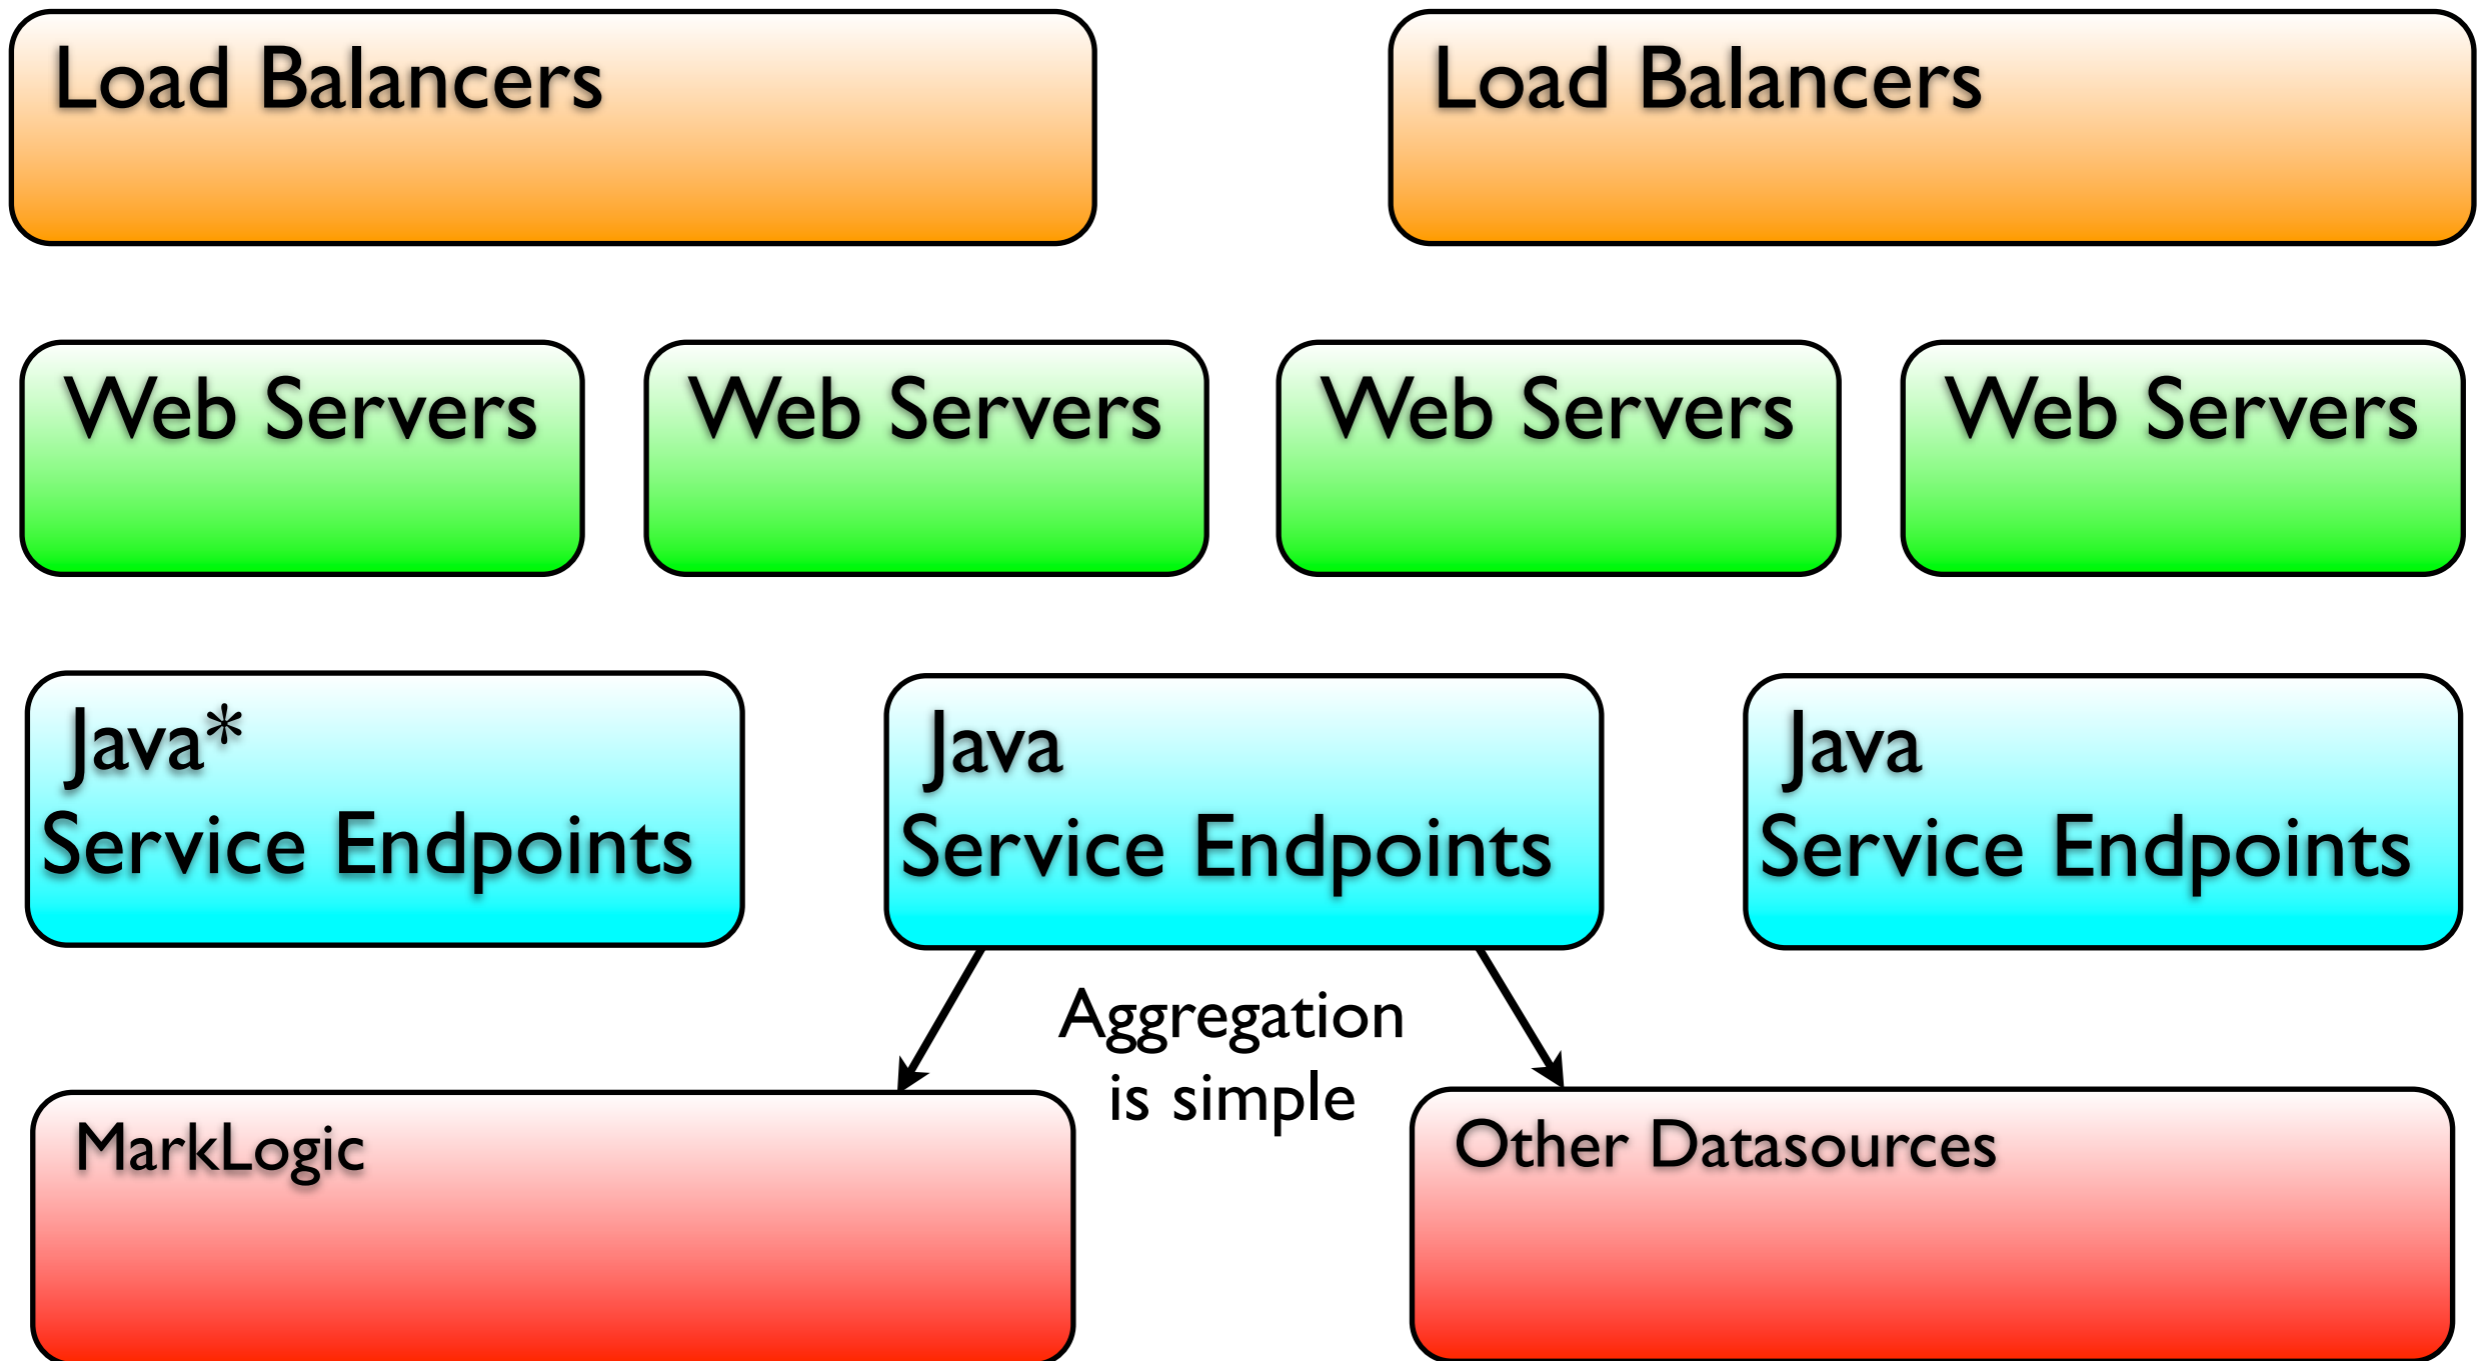 Load Balancers
Load Balancers
Web Servers
Web Servers
Web Servers
Web Servers
Java*
Service Endpoints
Java
Service Endpoints
Java
Service Endpoints
Aggregation
is simple
MarkLogic
Other Datasources